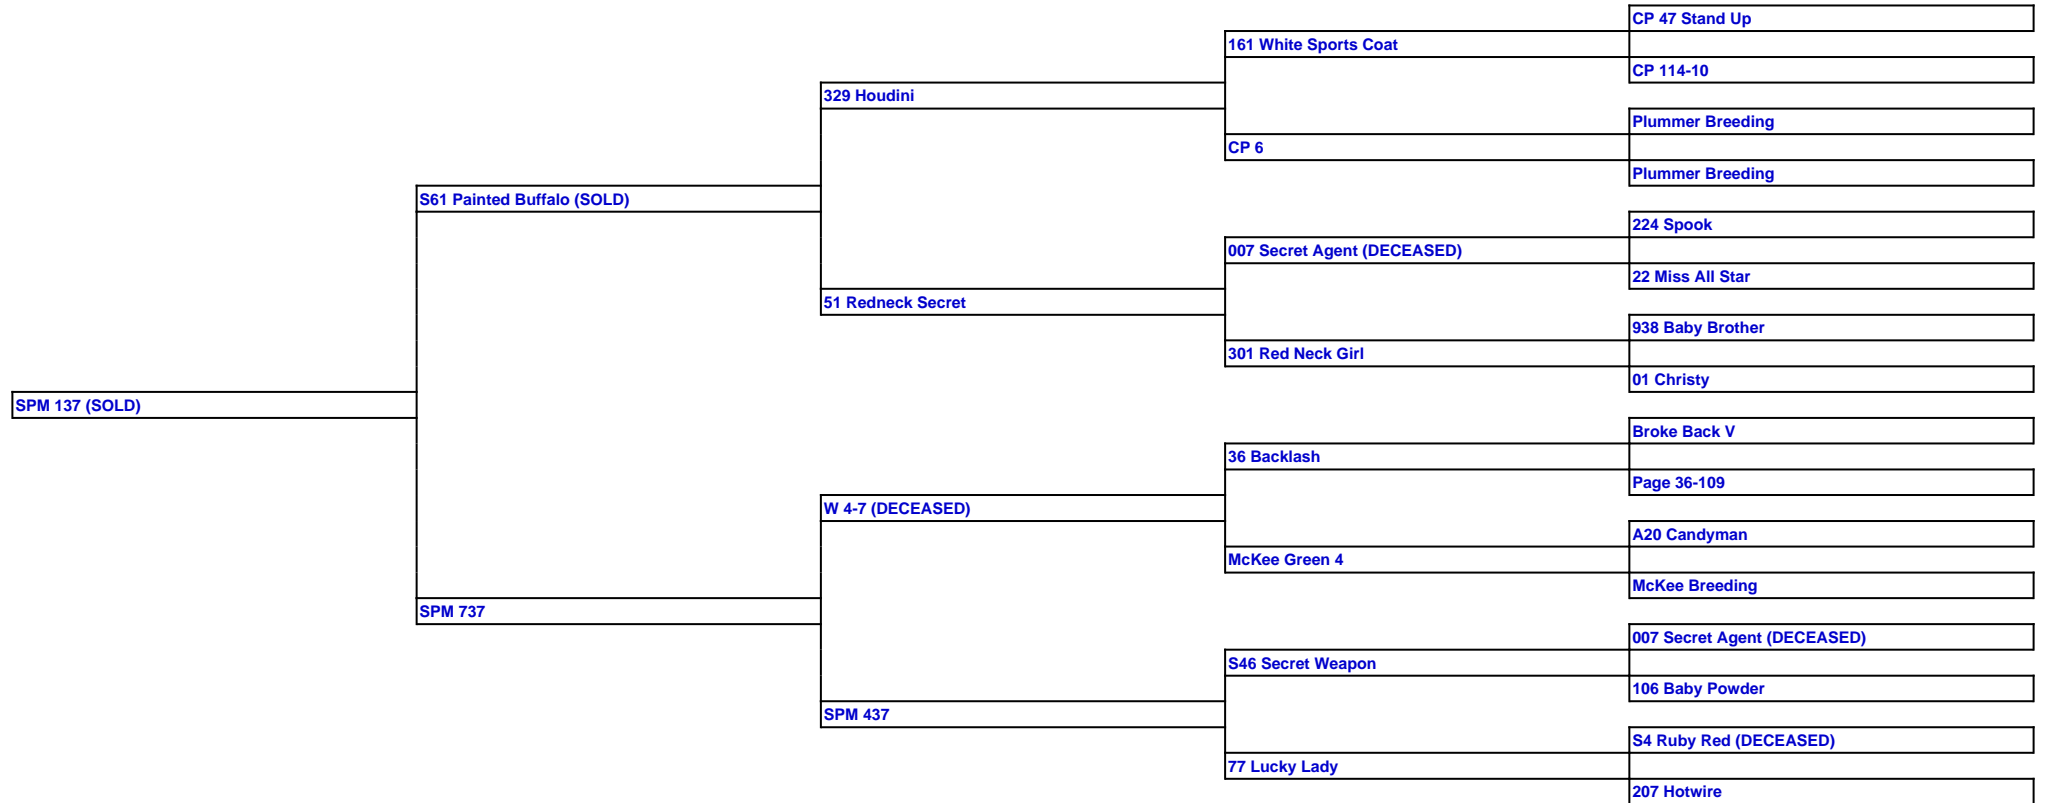 CP 47 Stand Up
161 White Sports Coat
CP 114-10
329 Houdini
Plummer Breeding
CP 6
Plummer Breeding
S61 Painted Buffalo (SOLD)
224 Spook
007 Secret Agent (DECEASED)
22 Miss All Star
51 Redneck Secret
938 Baby Brother
301 Red Neck Girl
01 Christy
SPM 137 (SOLD)
Broke Back V
36 Backlash
Page 36-109
W 4-7 (DECEASED)
A20 Candyman
McKee Green 4
McKee Breeding
SPM 737
007 Secret Agent (DECEASED)
S46 Secret Weapon
106 Baby Powder
SPM 437
S4 Ruby Red (DECEASED)
77 Lucky Lady
207 Hotwire